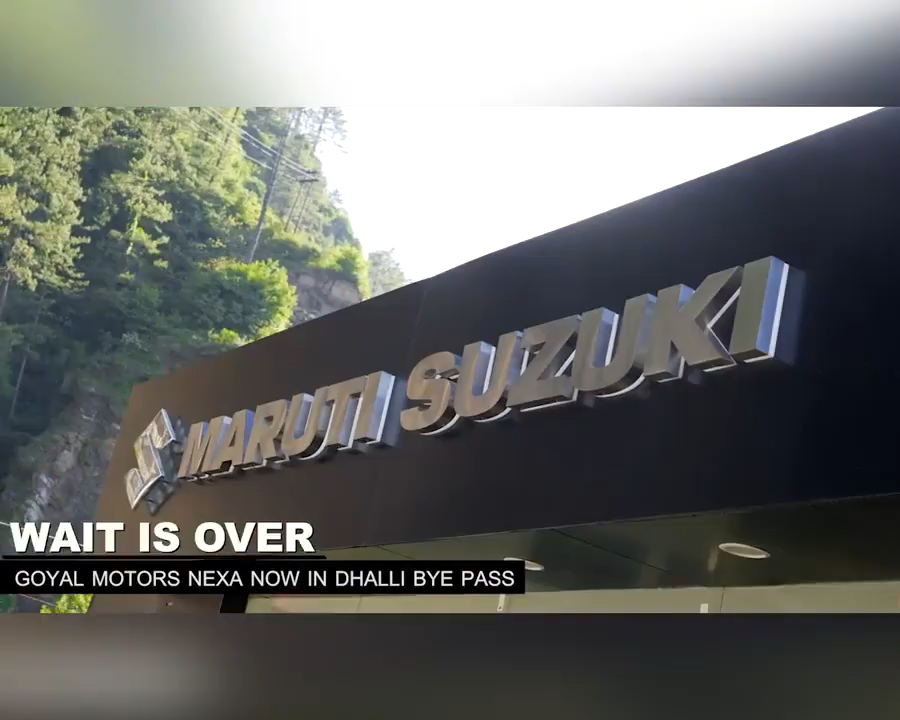 MARUTI SUZUKI
WAIT IS OVER
GOYAL MOTORS NEXA NOW IN DHALLI BYE PASS